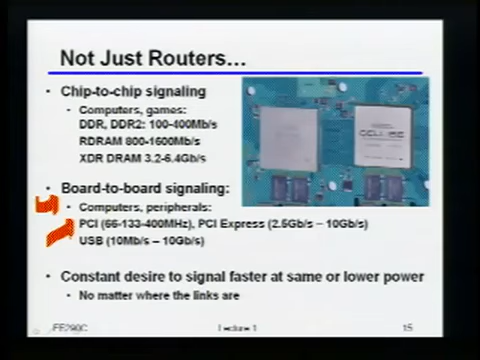 Not Just Routers...
• Chip-to-chip signaling
• Computers, games:
DDR, DDR2: 100-400Mb/s
RDRAM 800-1600Mb/s
XDR DRAM 3.2-6.4Gb/s
• Board-to-board signaling:
• Computers, peripherals:
PCI (66-133-400MHz), PCI Express (2.5Gb/s – 10Gb/s)
USB (10Mb/s – 10Gb/s)
• Constant desire to signal faster at same or lower power
• No matter where the links are
EE290C
Lecture 1
15